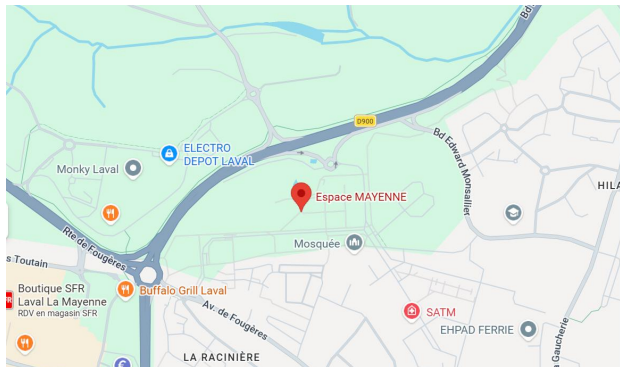 Bd
D900
Bd Edward Monsallier
ELECTRO
DEPOT LAVAL
Monky Laval
Espace MAYENNE
HILA
Rte de Fougères
Mosquée
s Toutain
Boutique SFR
Laval La Mayenne
RDV en magasin SFR
FR
Buffalo Grill Laval
Av. de Fougères
SATM
EHPAD FERRIE
a Gaucherie
LA RACINIÈRE